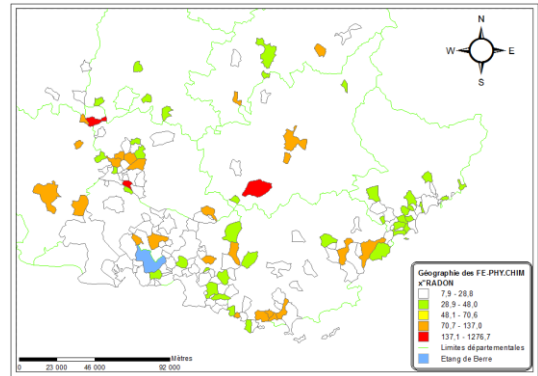 N
W E
S
Géographie des FE-PHY.CHIM
x"RADON
7,9 - 28,8
28,9 - 48,0
48,1 - 70,6
70,7 - 137,0
137,1 - 1276,7
Limites départementales
Etang de Berre
Mètres
0 23 000 46 000 92 000